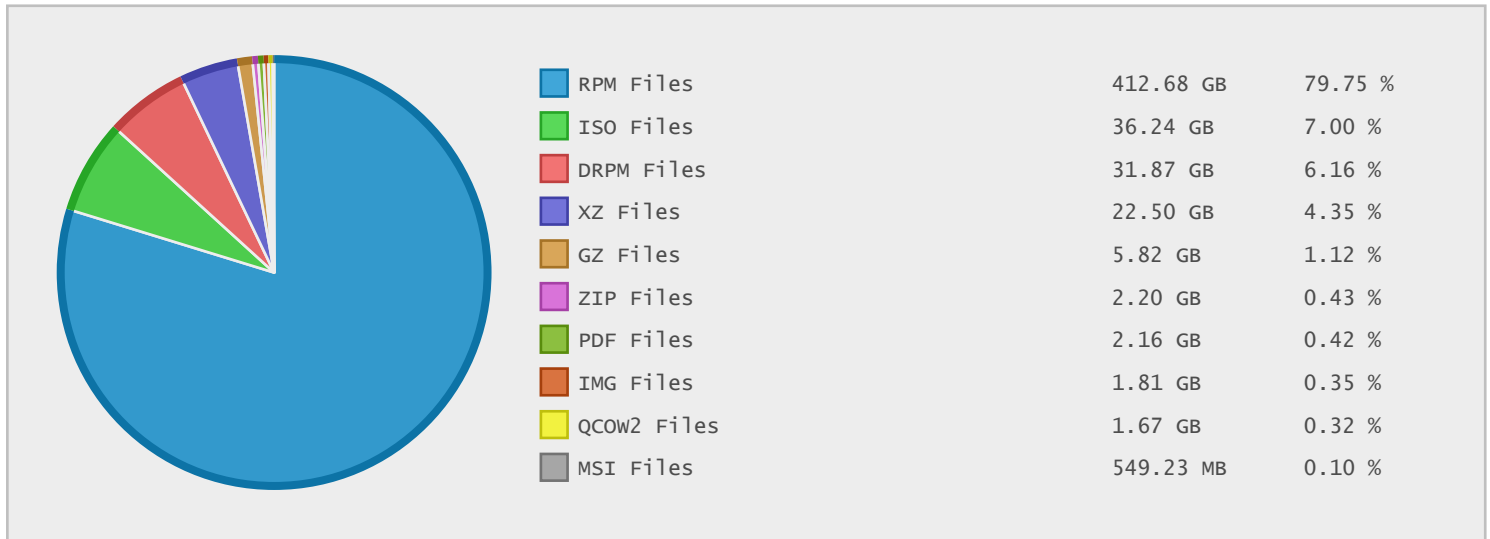 RPM Files 412.68 GB 79.75 %
ISO Files 36.24 GB 7.00 %
DRPM Files 31.87 GB 6.16 %
XZ Files 22.50 GB 4.35 %
GZ Files 5.82 GB 1.12 %
ZIP Files 2.20 GB 0.43 %
PDF Files 2.16 GB 0.42 %
IMG Files 1.81 GB 0.35 %
QCOW2 Files 1.67 GB 0.32 %
MSI Files 549.23 MB 0.10 %